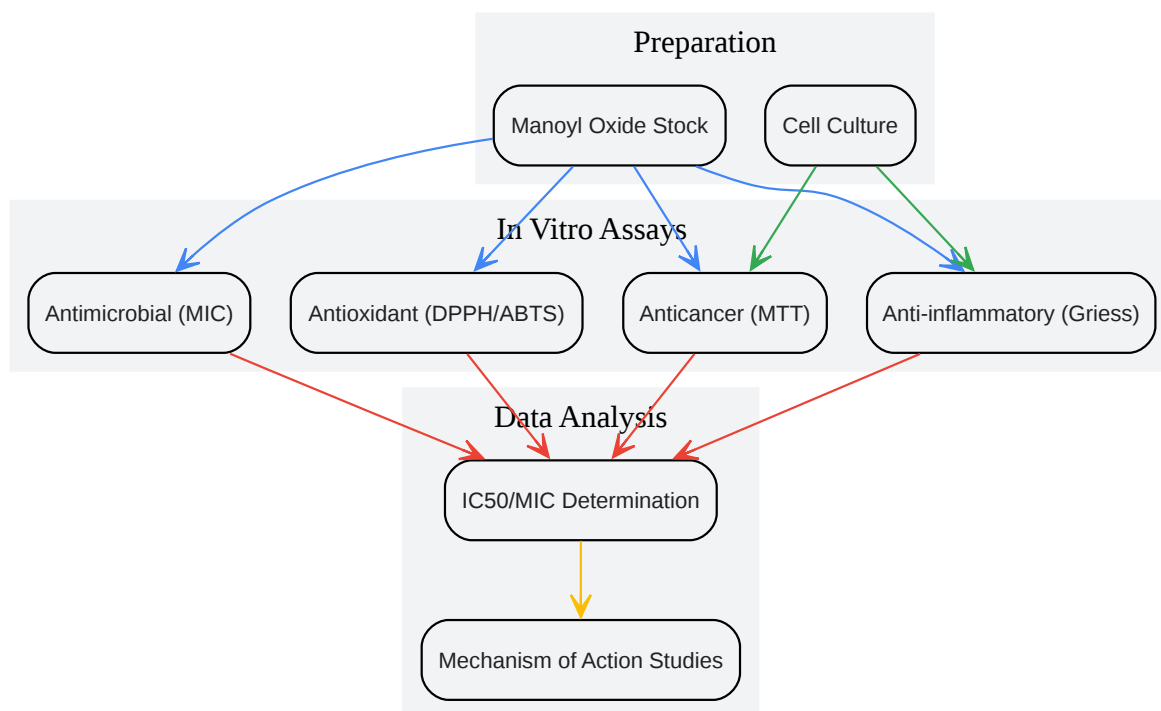 Preparation
Manoyl Oxide Stock
Cell Culture
In Vitro Assays
Antimicrobial (MIC)
Antioxidant (DPPH/ABTS)
Anticancer (MTT)
Anti-inflammatory (Griess)
Data Analysis
IC50/MIC Determination
Mechanism of Action Studies